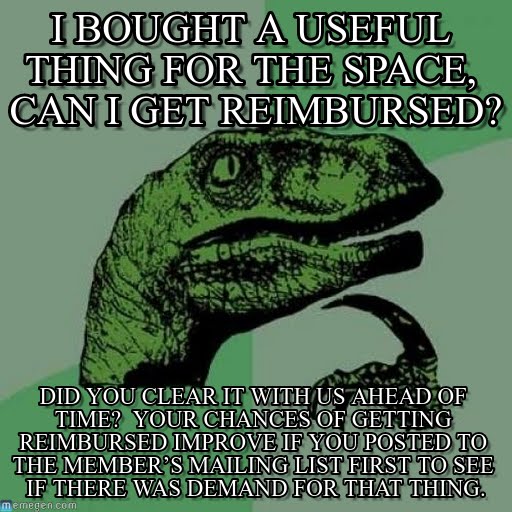 I BOUGHT A USEFUL
THING FOR THE SPACE,
CAN I GET REIMBURSED?
DID YOU CLEAR IT WITH US AHEAD OF
TIME?  YOUR CHANCES OF GETTING
REIMBURSED IMPROVE IF YOU POSTED TO
THE MEMBER'S MAILING LIST FIRST TO SEE
IF THERE WAS DEMAND FOR THAT THING.
memegen.com